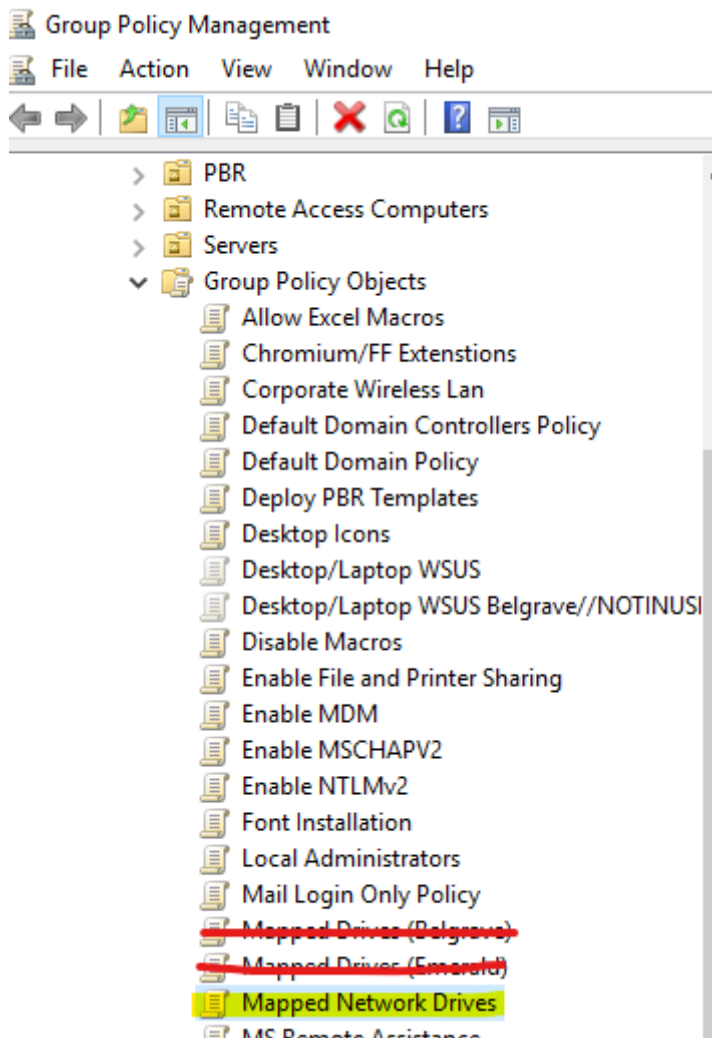 Group Policy Management
File Action View Window Help
PBR
Remote Access Computers
Servers
Group Policy Objects
Allow Excel Macros
Chromium/FF Extenstions
Corporate Wireless Lan
Default Domain Controllers Policy
Default Domain Policy
Deploy PBR Templates
Desktop Icons
Desktop/Laptop WSUS
Desktop/Laptop WSUS Belgrave//NOTINUSI
Disable Macros
Enable File and Printer Sharing
Enable MDM
Enable MSCHAPV2
Enable NTLMv2
Font Installation
Local Administrators
Mail Login Only Policy
Mapped Drives (Belgrave)
Mapped Drives (Emerald)
Mapped Network Drives
MS Remote Assistance